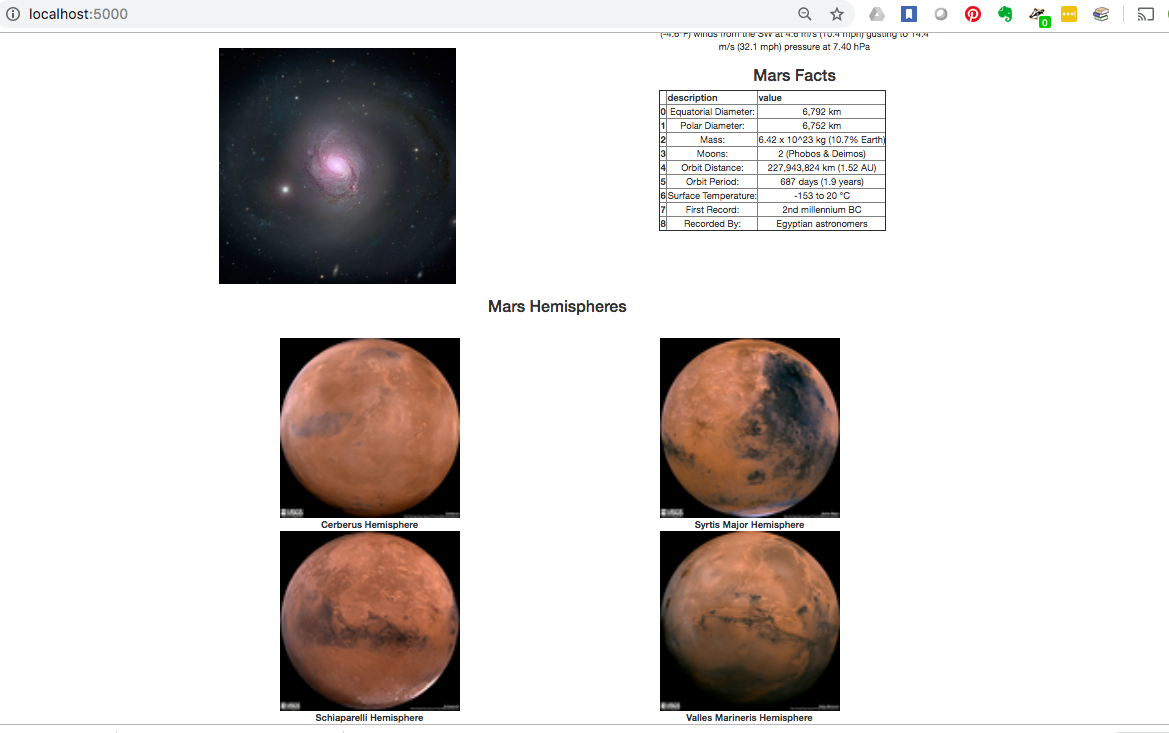 localhost:5000
0
(-4.6°F) winds from the SW at 4.6 m/s (10.4 mph) gusting to 14.4
m/s (32.1 mph) pressure at 7.40 hPa
Mars Facts
description value
0 Equatorial Diameter: 6,792 km
1 Polar Diameter: 6,752 km
2 Mass: 6.42 x 10^23 kg (10.7% Earth)
3 Moons: 2 (Phobos & Deimos)
4 Orbit Distance: 227,943,824 km (1.52 AU)
5 Orbit Period: 687 days (1.9 years)
6 Surface Temperature: -153 to 20 °C
7 First Record: 2nd millennium BC
8 Recorded By: Egyptian astronomers
Mars Hemispheres
USGS
USGS
Cerberus Hemisphere Syrtis Major Hemisphere
USGS
USGS
Schiaparelli Hemisphere Valles Marineris Hemisphere